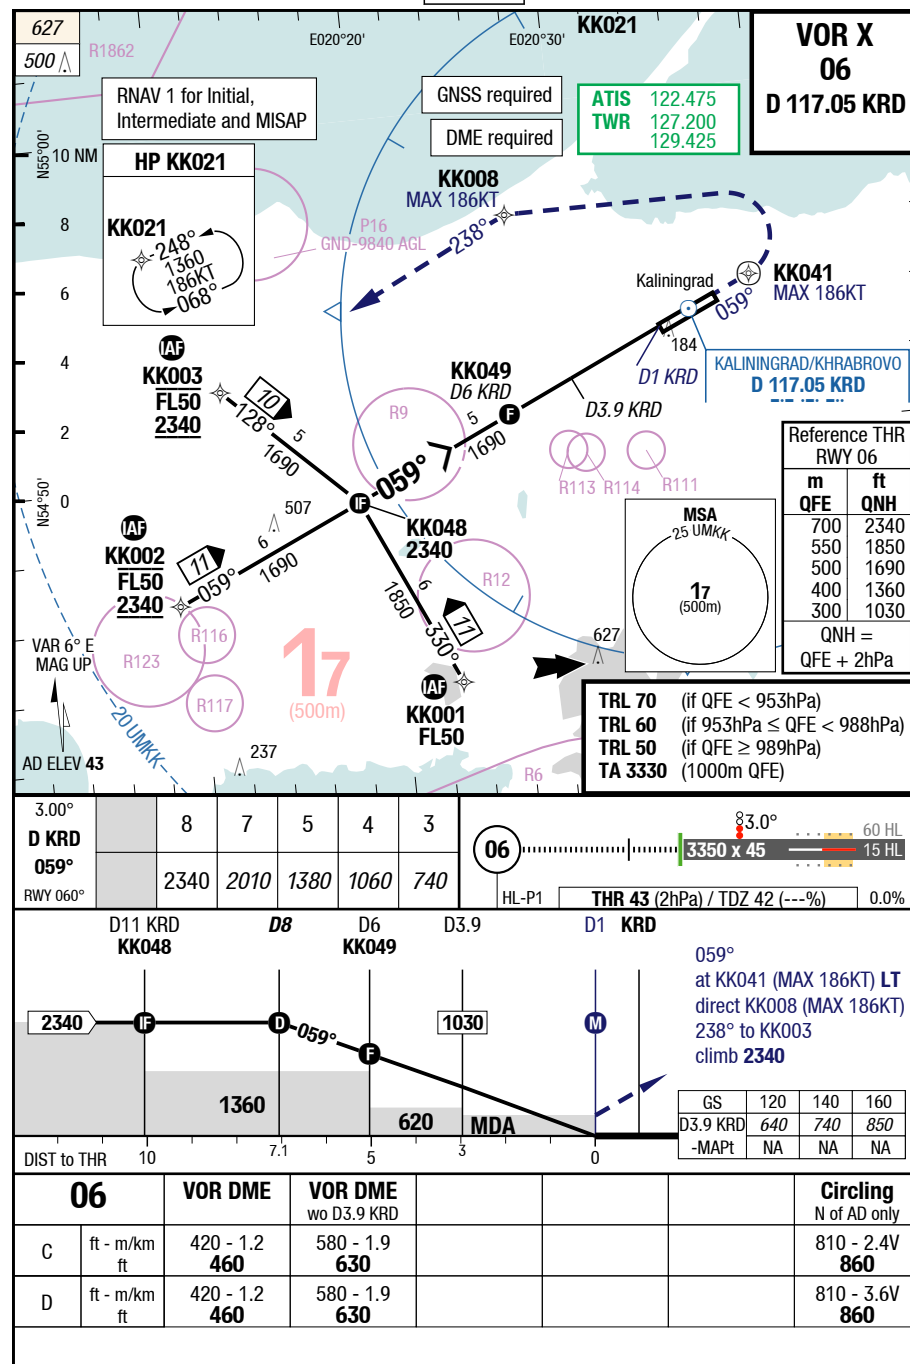 627
500
R1862
E020°20'
E020°30'
KK021
VOR X
06
D 117.05 KRD
RNAV 1 for Initial,
Intermediate and MISAP
GNSS required
DME required
ATIS 122.475
TWR 127.200
129.425
N55°00'
10 NM
8
6
4
2
0
N54°50'
HP KK021
KK021
248°
1360
186KT
068°
P16
GND-9840 AGL
KK008
MAX 186KT
238°
Kaliningrad
KK041
MAX 186KT
059°
184
D1 KRD
KALININGRAD/KHRABROVO
D 117.05 KRD
IAF
KK003
FL50
2340
10
128°
5
1690
R9
KK049
D6 KRD
F
5
1690
D3.9 KRD
059°
IF
KK048
2340
R113
R114
R111
507
IAF
KK002
FL50
2340
11
059°
6
1690
R12
6
1850
330°
11
IAF
KK001
FL50
MSA
25 UMKK
17
(500m)
627
Reference THR
RWY 06
m ft
QFE QNH
700 2340
550 1850
500 1690
400 1360
300 1030
QNH =
QFE + 2hPa
R116
R123
R117
VAR 6° E
MAG UP
20 UMKK
17
(500m)
237
AD ELEV 43
R6
TRL 70 (if QFE < 953hPa)
TRL 60 (if 953hPa ≤ QFE < 988hPa)
TRL 50 (if QFE ≥ 989hPa)
TA 3330 (1000m QFE)
3.00°
D KRD
059°
RWY 060°
8 7 5 4 3
2340 2010 1380 1060 740
06
HL-P1
3.0°
3350 x 45
60 HL
15 HL
THR 43 (2hPa) / TDZ 42 (---%)
0.0%
D11 KRD
KK048
D8
D6
KK049
D3.9
D1
KRD
2340
IF
D
059°
F
1030
M
1360
620
MDA
059°
at KK041 (MAX 186KT) LT
direct KK008 (MAX 186KT)
238° to KK003
climb 2340
GS 120 140 160
D3.9 KRD 640 740 850
-MAPt NA NA NA
DIST to THR 10 7.1 5 3 0
06
VOR DME
VOR DME
wo D3.9 KRD
Circling
N of AD only
C
ft - m/km
ft
420 - 1.2
460
580 - 1.9
630
810 - 2.4V
860
D
ft - m/km
ft
420 - 1.2
460
580 - 1.9
630
810 - 3.6V
860